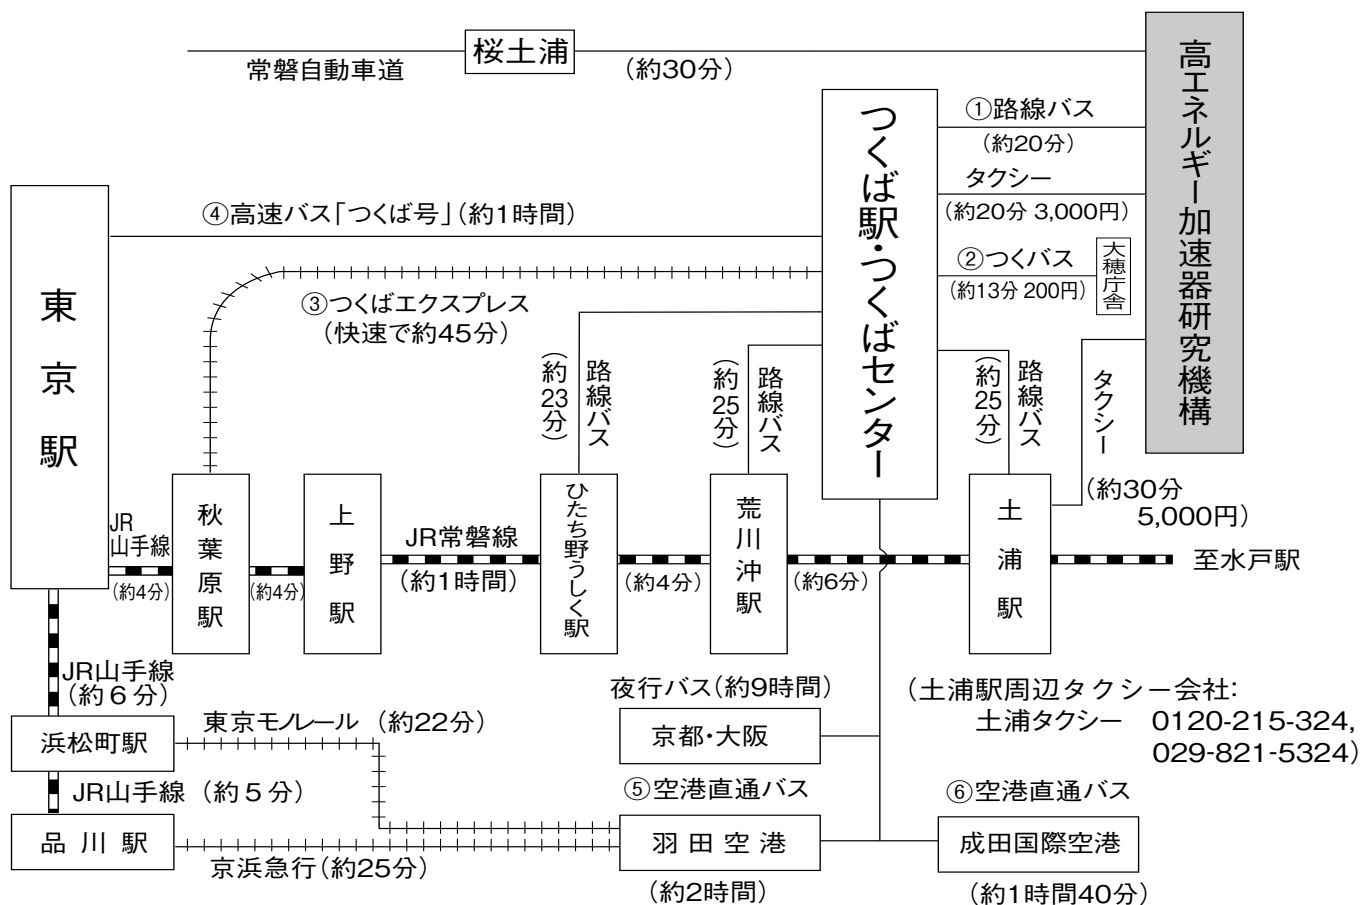 桜土浦
常磐自動車道
(約30分)
高エネルギー加速器研究機構
つくば駅・つくばセンター
①路線バス
(約20分)
タクシー
(約20分 3,000円)
②つくバス
(約13分 200円)
大穂庁舎
東京駅
④高速バス「つくば号」(約1時間)
③つくばエクスプレス
(快速で約45分)
路線バス
(約23分)
路線バス
(約25分)
路線バス
(約25分)
タクシー
(約30分
5,000円)
JR
山手線
(約4分)
秋葉原駅
(約4分)
上野駅
JR常磐線
(約1時間)
ひたち野うしく駅
(約4分)
荒川沖駅
(約6分)
土浦駅
至水戸駅
JR山手線
(約6分)
浜松町駅
東京モノレール (約22分)
JR山手線 (約5分)
品川駅
京浜急行(約25分)
夜行バス(約9時間)
京都・大阪
⑤空港直通バス
羽田空港
(約2時間)
⑥空港直通バス
成田国際空港
(約1時間40分)
(土浦駅周辺タクシー会社:
土浦タクシー 0120-215-324,
029-821-5324)